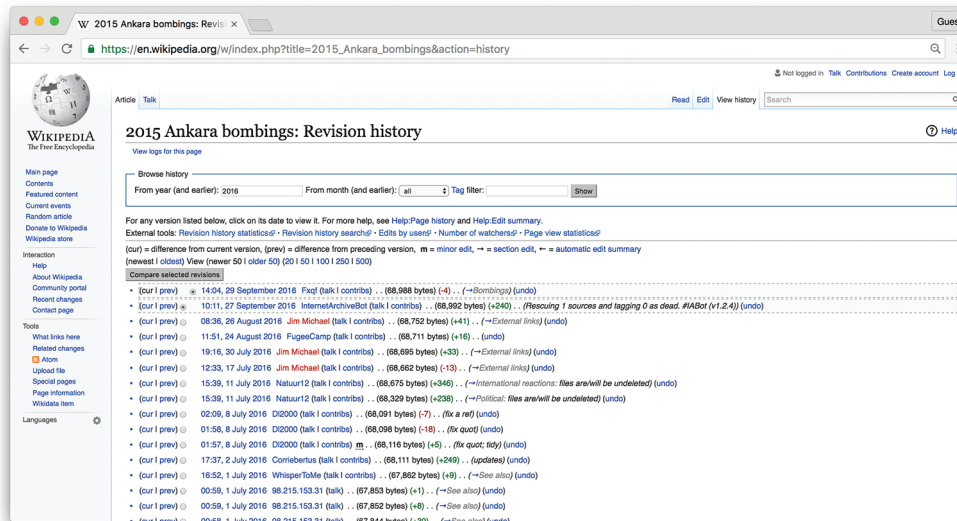 2015 Ankara bombings: Revisi ×
Gues
https://en.wikipedia.org/w/index.php?title=2015_Ankara_bombings&action=history
Not logged in Talk Contributions Create account Log
Article Talk Read Edit View history Search
WIKIPEDIA
The Free Encyclopedia
Main page
Contents
Featured content
Current events
Random article
Donate to Wikipedia
Wikipedia store
Interaction
Help
About Wikipedia
Community portal
Recent changes
Contact page
Tools
What links here
Related changes
Atom
Upload file
Special pages
Page information
Wikidata item
Languages
2015 Ankara bombings: Revision history
Help
View logs for this page
Browse history
From year (and earlier): 2016 From month (and earlier): all Tag filter: Show
For any version listed below, click on its date to view it. For more help, see Help:Page history and Help:Edit summary.
External tools: Revision history statistics · Revision history search · Edits by user · Number of watchers · Page view statistics
(cur) = difference from current version, (prev) = difference from preceding version, m = minor edit, → = section edit, ← = automatic edit summary
(newest | oldest) View (newer 50 | older 50) (20 | 50 | 100 | 250 | 500)
Compare selected revisions
• (cur | prev) 14:04, 29 September 2016 Fxqf (talk | contribs) . . (68,988 bytes) (-4) . . (→Bombings) (undo)
• (cur | prev) 10:11, 27 September 2016 InternetArchiveBot (talk | contribs) . . (68,992 bytes) (+240) . . (Rescuing 1 sources and tagging 0 as dead. #IABot (v1.2.4)) (undo)
• (cur | prev) 08:36, 26 August 2016 Jim Michael (talk | contribs) . . (68,752 bytes) (+41) . . (→External links) (undo)
• (cur | prev) 11:51, 24 August 2016 FugeeCamp (talk | contribs) . . (68,711 bytes) (+16) . . (undo)
• (cur | prev) 19:16, 30 July 2016 Jim Michael (talk | contribs) . . (68,695 bytes) (+33) . . (→External links) (undo)
• (cur | prev) 12:33, 17 July 2016 Jim Michael (talk | contribs) . . (68,662 bytes) (-13) . . (→External links) (undo)
• (cur | prev) 15:39, 11 July 2016 Natuur12 (talk | contribs) . . (68,675 bytes) (+346) . . (→International reactions: files are/will be undeleted) (undo)
• (cur | prev) 15:39, 11 July 2016 Natuur12 (talk | contribs) . . (68,329 bytes) (+238) . . (→Political: files are/will be undeleted) (undo)
• (cur | prev) 02:09, 8 July 2016 Dl2000 (talk | contribs) . . (68,091 bytes) (-7) . . (fix a ref) (undo)
• (cur | prev) 01:58, 8 July 2016 Dl2000 (talk | contribs) . . (68,098 bytes) (-18) . . (fix quot) (undo)
• (cur | prev) 01:57, 8 July 2016 Dl2000 (talk | contribs) m . . (68,116 bytes) (+5) . . (fix quot; tidy) (undo)
• (cur | prev) 17:37, 2 July 2016 Corriebertus (talk | contribs) . . (68,111 bytes) (+249) . . (updates) (undo)
• (cur | prev) 16:52, 1 July 2016 WhisperToMe (talk | contribs) . . (67,862 bytes) (+9) . . (→See also) (undo)
• (cur | prev) 00:59, 1 July 2016 98.215.153.31 (talk) . . (67,853 bytes) (+1) . . (→See also) (undo)
• (cur | prev) 00:59, 1 July 2016 98.215.153.31 (talk) . . (67,852 bytes) (+8) . . (→See also) (undo)
• (cur | prev) 00:58, 1 July 2016 98.215.153.31 (talk) . . (67,844 bytes) (+30) . . (→See also) (undo)